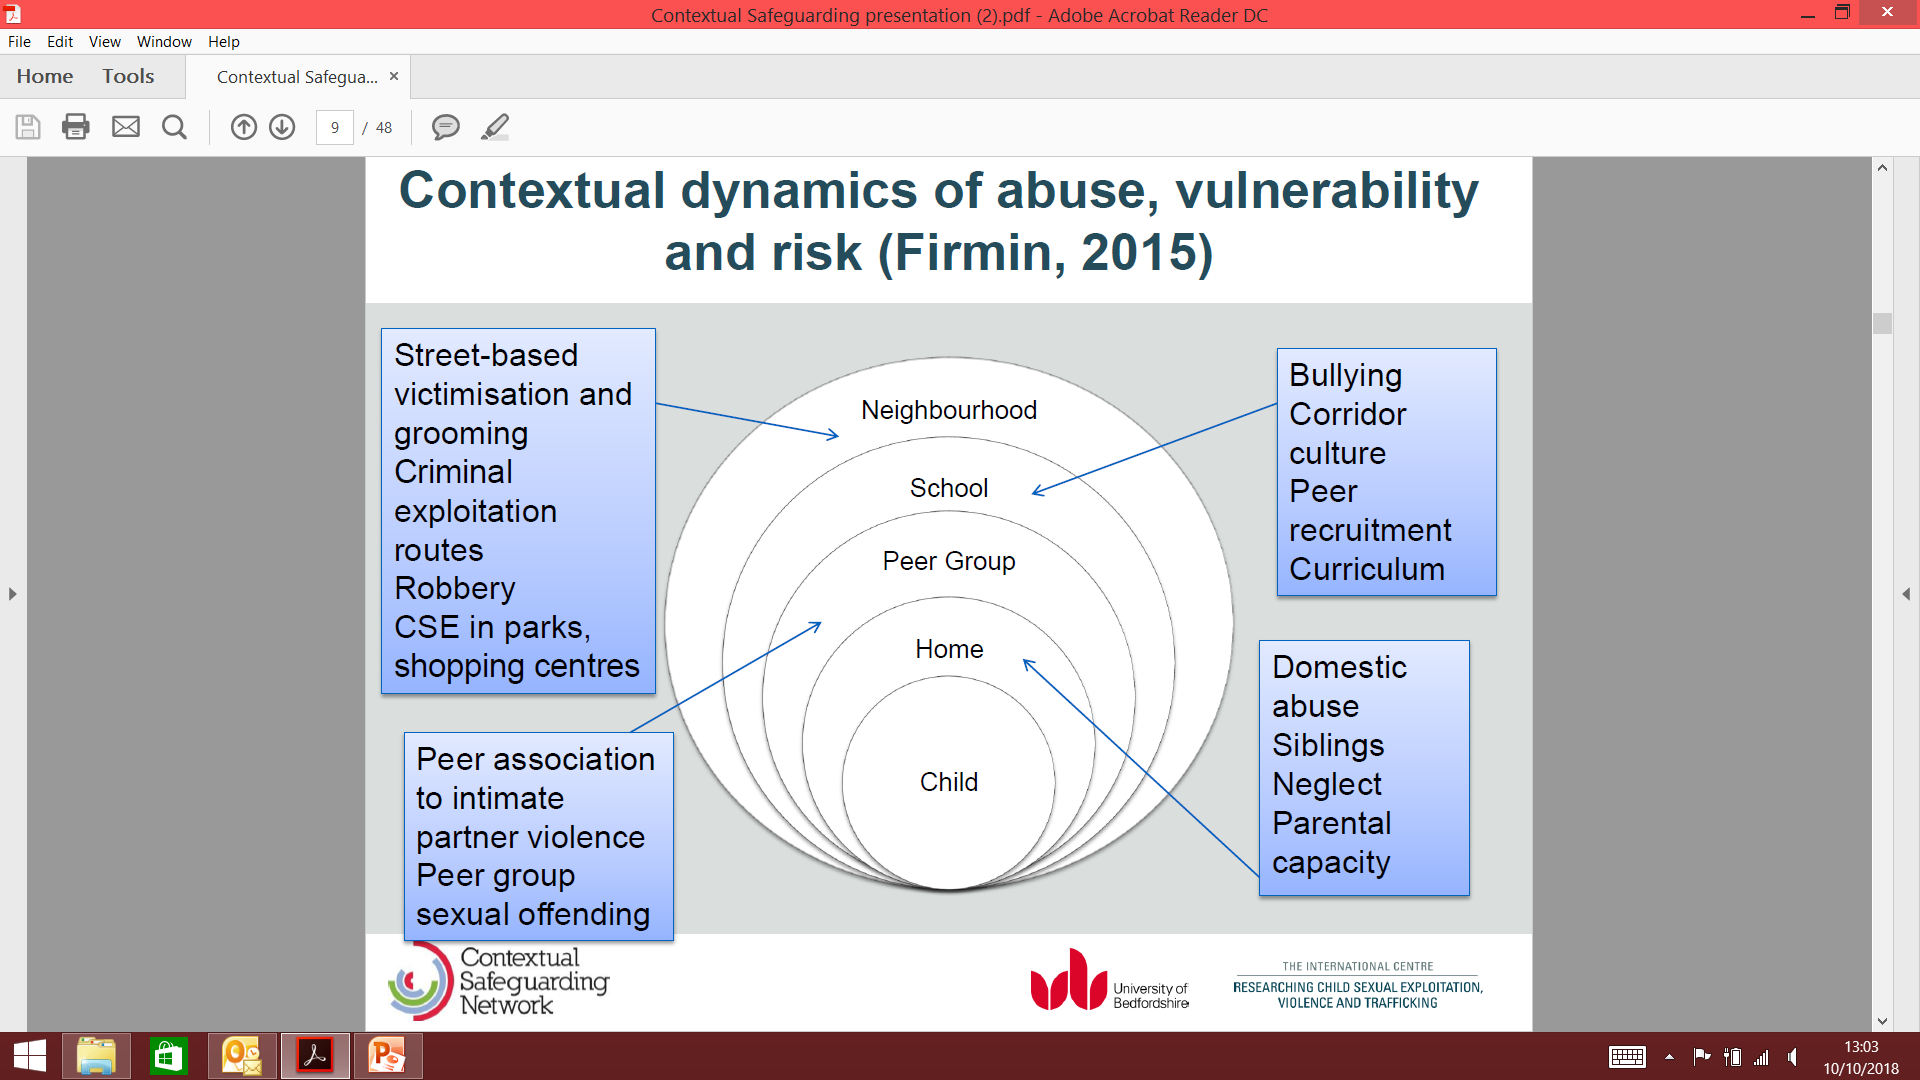 Contextual Safeguarding presentation (2).pdf - Adobe Acrobat Reader DC
File Edit View Window Help
Home Tools Contextual Safegua... ×
9 / 48
Contextual dynamics of abuse, vulnerability
and risk (Firmin, 2015)
Street-based
victimisation and
grooming
Criminal
exploitation
routes
Robbery
CSE in parks,
shopping centres
Neighbourhood
School
Peer Group
Home
Child
Bullying
Corridor
culture
Peer
recruitment
Curriculum
Peer association
to intimate
partner violence
Peer group
sexual offending
Domestic
abuse
Siblings
Neglect
Parental
capacity
Contextual
Safeguarding
Network
University of
Bedfordshire
THE INTERNATIONAL CENTRE
RESEARCHING CHILD SEXUAL EXPLOITATION,
VIOLENCE AND TRAFFICKING
13:03
10/10/2018